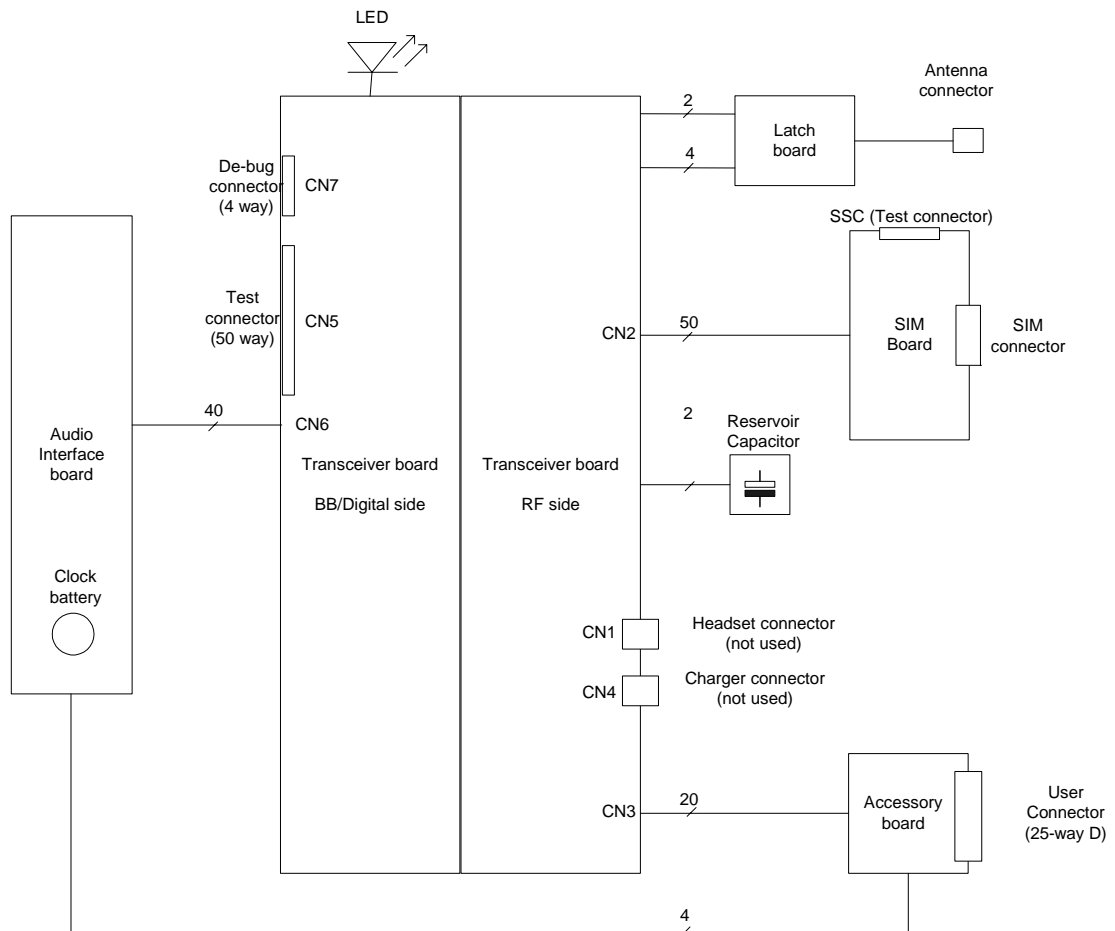 LED
Antenna
connector
2
Latch
board
4
De-bug
connector
(4 way)
CN7
SSC (Test connector)
Test
connector
(50 way)
CN5
CN2
50
SIM
Board
SIM
connector
40
CN6
2
Reservoir
Capacitor
Audio
Interface
board
Transceiver board
BB/Digital side
Transceiver board
RF side
Clock
battery
CN1
Headset connector
(not used)
CN4
Charger connector
(not used)
CN3
20
Accessory
board
User
Connector
(25-way D)
4